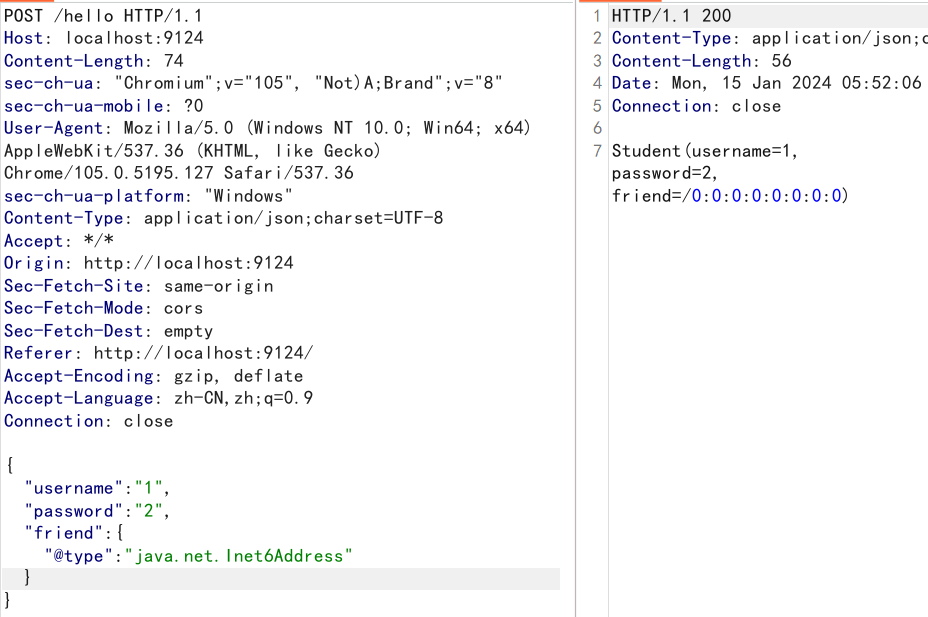 POST /hello HTTP/1.1
Host: localhost:9124
Content-Length: 74
sec-ch-ua: "Chromium";v="105", "Not)A;Brand";v="8"
sec-ch-ua-mobile: ?0
User-Agent: Mozilla/5.0 (Windows NT 10.0; Win64; x64)
AppleWebKit/537.36 (KHTML, like Gecko)
Chrome/105.0.5195.127 Safari/537.36
sec-ch-ua-platform: "Windows"
Content-Type: application/json;charset=UTF-8
Accept: */*
Origin: http://localhost:9124
Sec-Fetch-Site: same-origin
Sec-Fetch-Mode: cors
Sec-Fetch-Dest: empty
Referer: http://localhost:9124/
Accept-Encoding: gzip, deflate
Accept-Language: zh-CN,zh;q=0.9
Connection: close
{
"username":"1",
"password":"2",
"friend":{
"@type":"java.net.Inet6Address"
}
}
1 HTTP/1.1 200
2 Content-Type: application/json;c
3 Content-Length: 56
4 Date: Mon, 15 Jan 2024 05:52:06
5 Connection: close
6
7 Student(username=1,
password=2,
friend=/0:0:0:0:0:0:0:0)